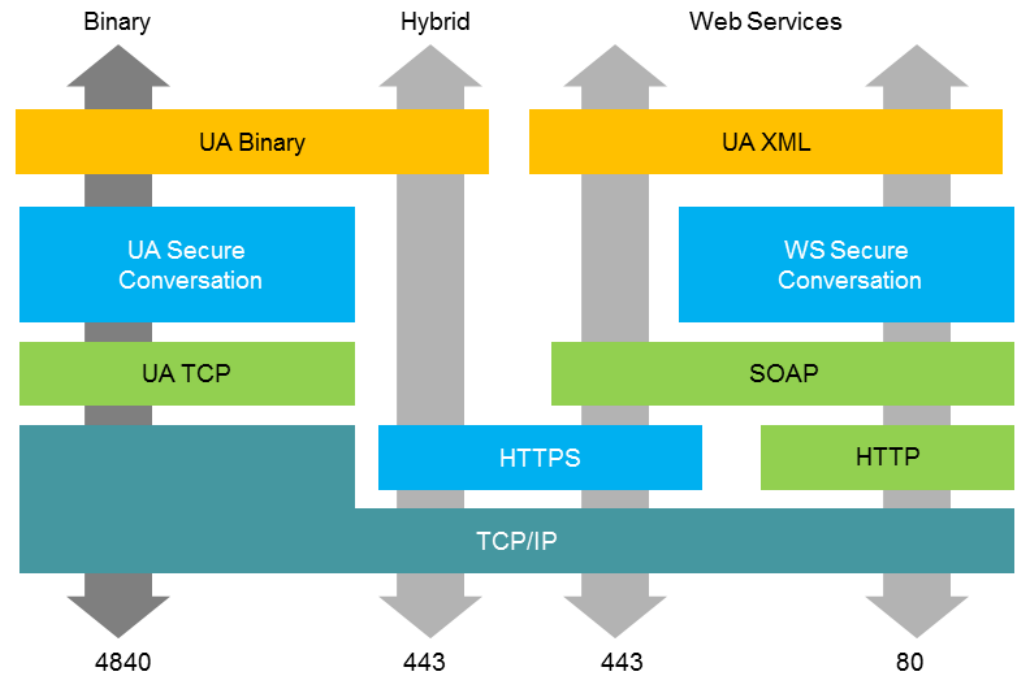 Binary Hybrid Web Services
UA Binary UA XML
UA Secure
Conversation
WS Secure
Conversation
UA TCP SOAP
HTTPS HTTP
TCP/IP
4840 443 443 80